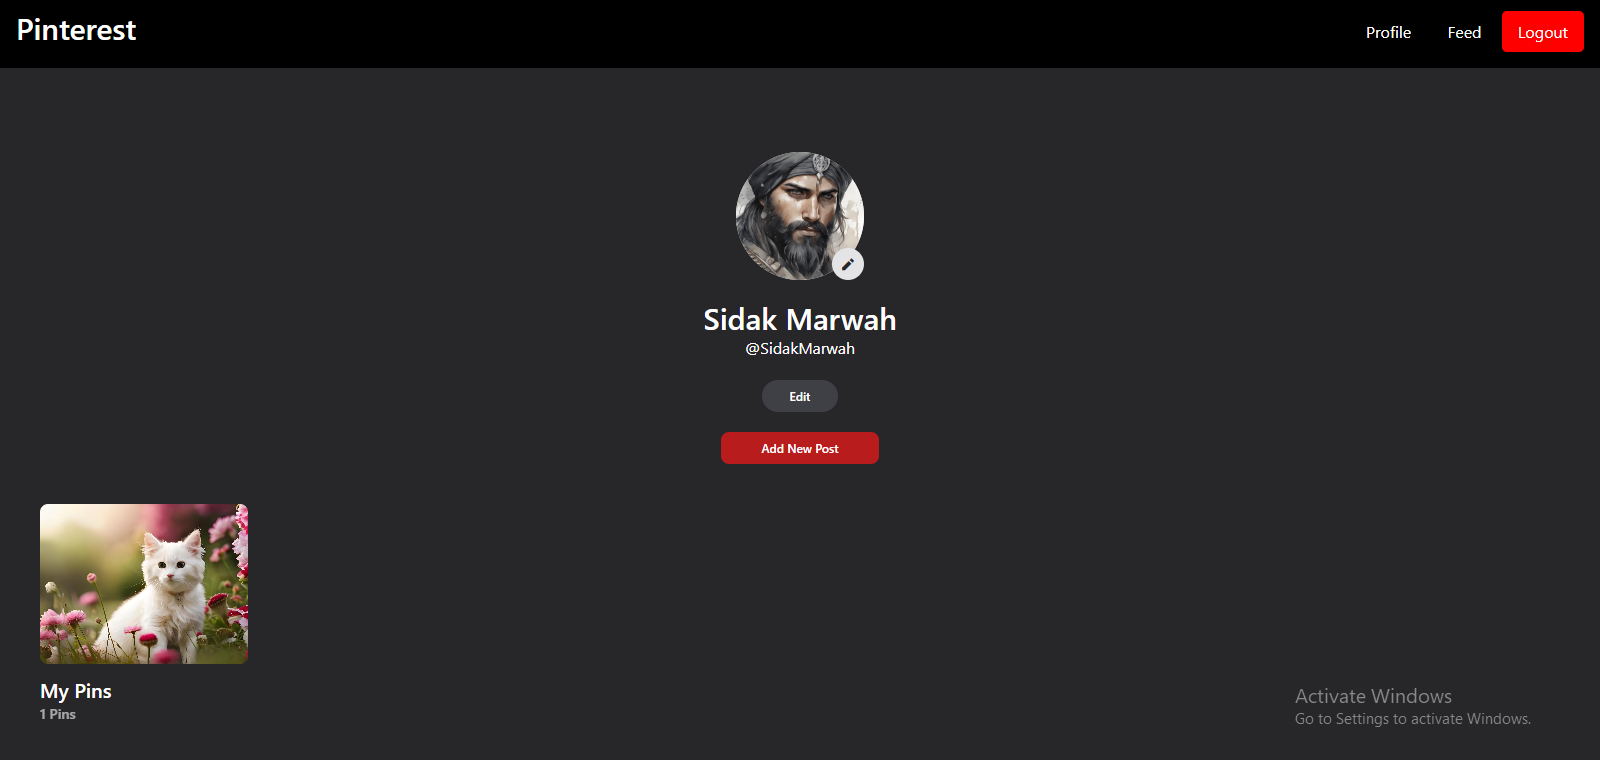 Pinterest
Profile
Feed
Logout
Sidak Marwah
@SidakMarwah
Edit
Add New Post
My Pins
1 Pins
Activate Windows
Go to Settings to activate Windows.